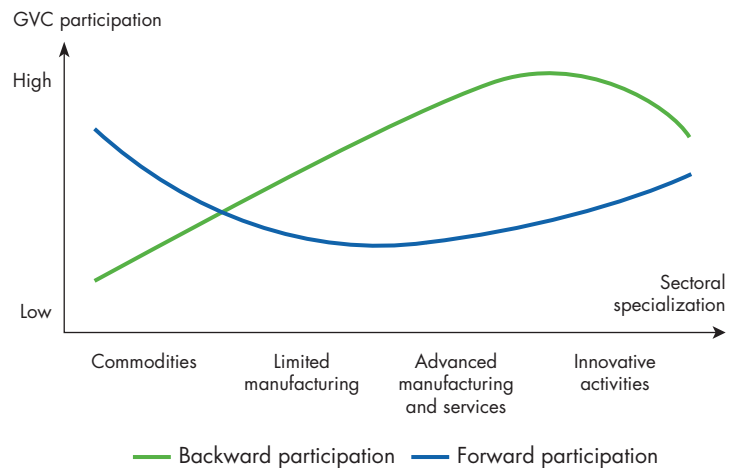 GVC participation
High
Low
Sectoral
specialization
Commodities
Limited
manufacturing
Advanced
manufacturing
and services
Innovative
activities
Backward participation
Forward participation